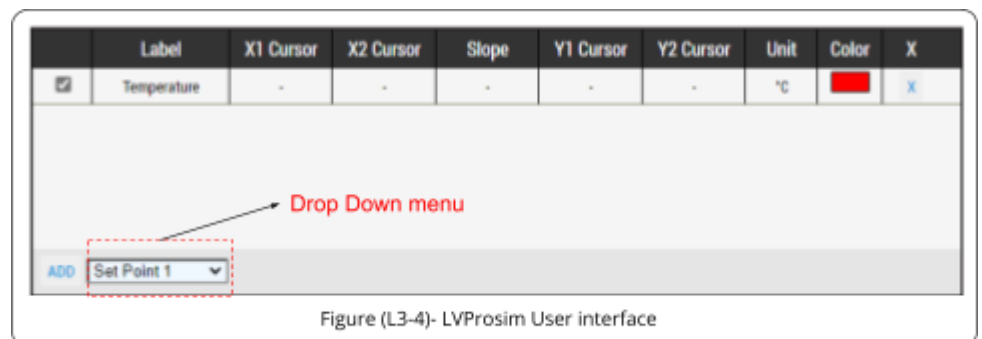 Label X1 Cursor X2 Cursor Slope Y1 Cursor Y2 Cursor Unit Color X
Temperature - - - - - °C X
Drop Down menu
ADD Set Point 1
Figure (L3-4)- LVProsim User interface